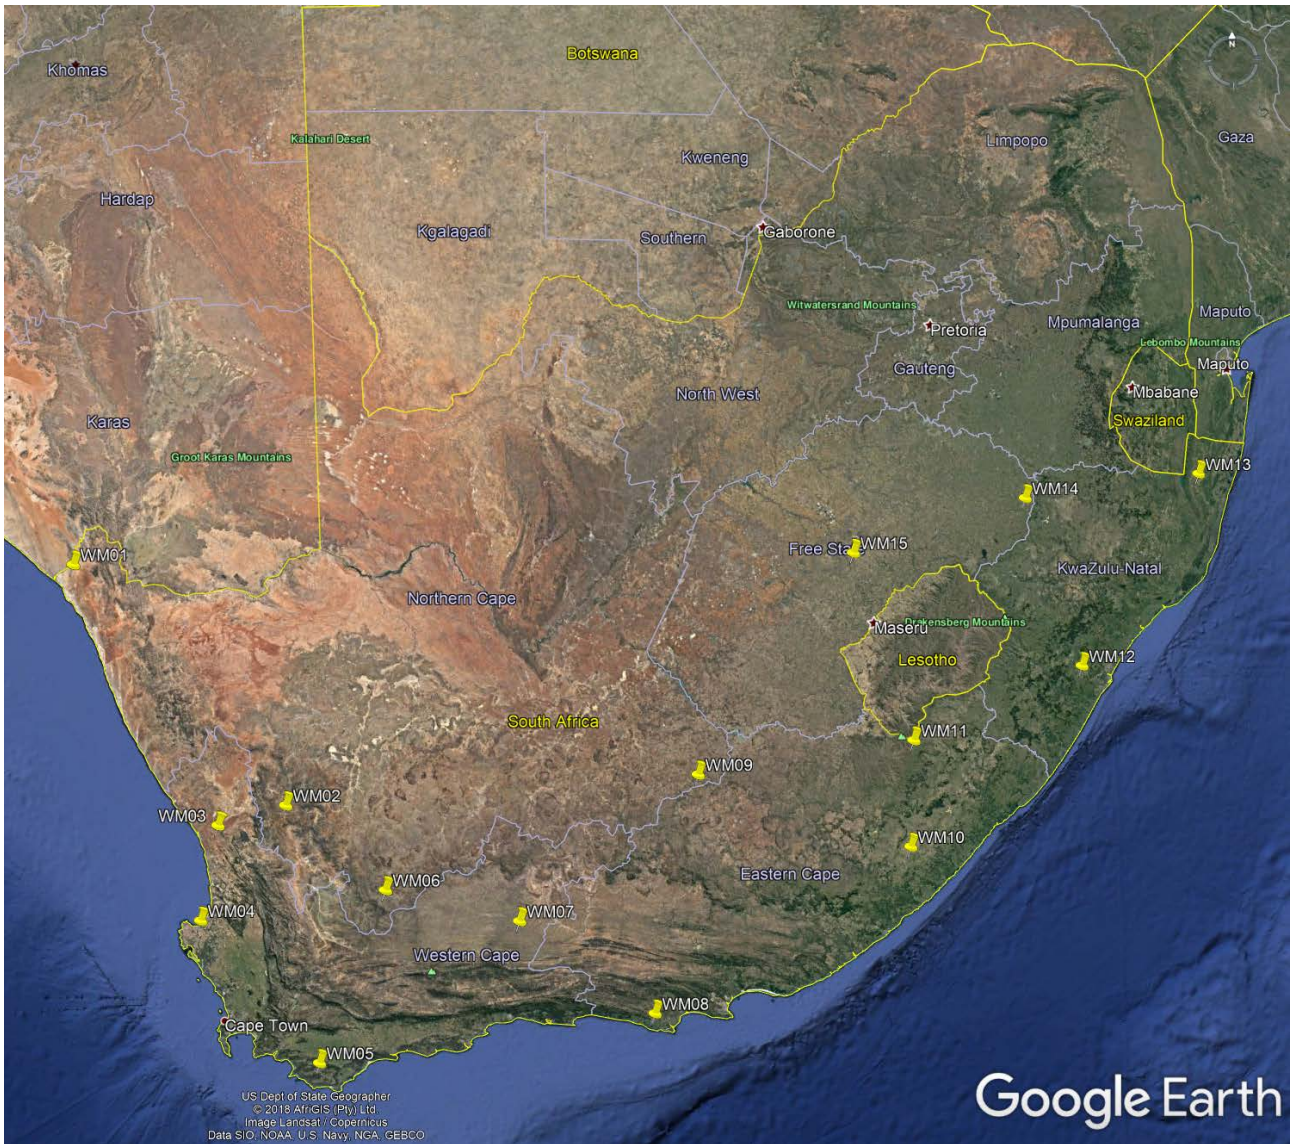 Botswana
N
Khomas
Kalahari Desert
Limpopo
Gaza
Kweneng
Hardap
Kgalagadi
Southern
Gaborone
Witwatersrand Mountains
Maputo
Pretoria
Mpumalanga
Lebombo Mountains
Gauteng
Maputo
North West
Mbabane
Karas
Swaziland
Groot Karas Mountains
WM13
WM14
WM15
Free State
WM01
KwaZulu-Natal
Northern Cape
Maseru
Drakensberg Mountains
Lesotho
WM12
South Africa
WM11
WM09
WM02
WM03
WM10
Eastern Cape
WM06
WM04
WM07
Western Cape
WM08
Cape Town
WM05
US Dept of State Geographer
© 2018 AfriGIS (Pty) Ltd.
Image Landsat / Copernicus
Data SIO, NOAA, U.S. Navy, NGA, GEBCO
Google Earth